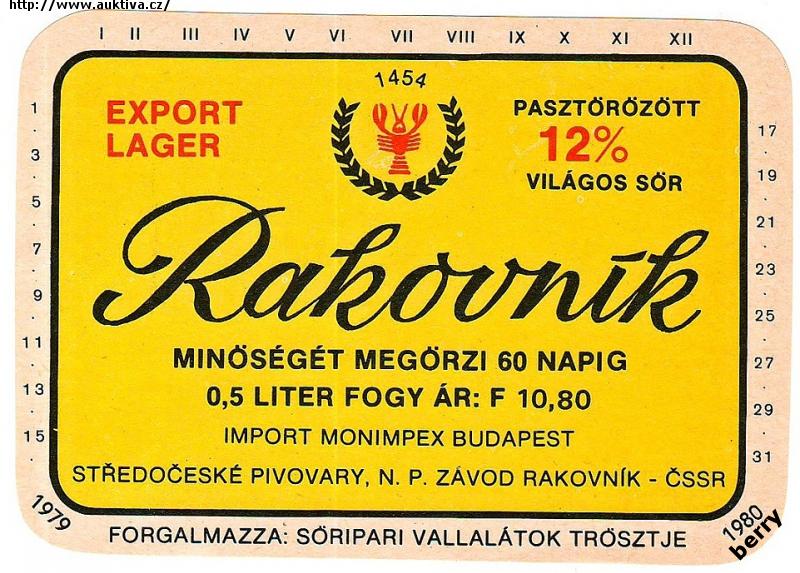 http://www.auktiva.cz/
I II III IV V VI VII VIII IX X XI XII
1454
EXPORT
LAGER
PASZTÖRÖZÖTT
12%
VILÁGOS SÖR
Rakovník
MINÖSÉGÉT MEGÖRZI 60 NAPIG
0,5 LITER FOGY ÁR: F 10,80
IMPORT MONIMPEX BUDAPEST
STŘEDOČESKÉ PIVOVARY, N. P. ZÁVOD RAKOVNÍK - ČSSR
1
3
5
7
9
11
13
15
17
19
21
23
25
27
29
31
1979
FORGALMAZZA: SÖRIPARI VALLALÁTOK TRÖSZTJE
1980
berry